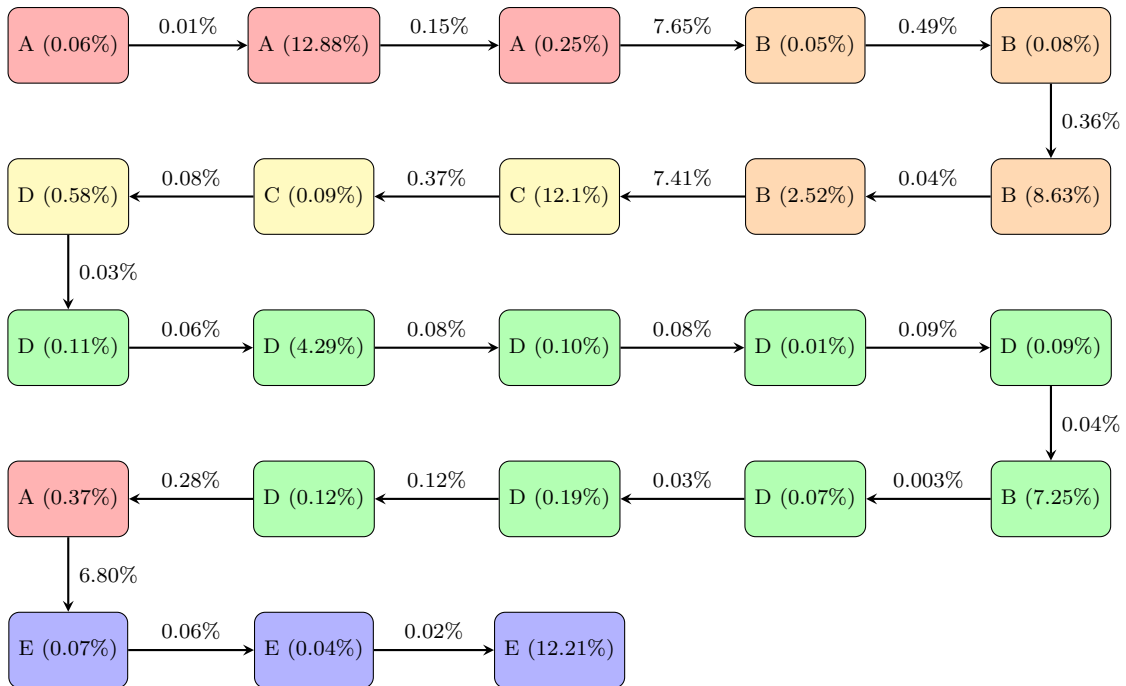 0.01% 0.15% 7.65% 0.49%
A (0.06%) A (12.88%) A (0.25%) B (0.05%) B (0.08%)
0.36%
0.08% 0.37% 7.41% 0.04%
D (0.58%) C (0.09%) C (12.1%) B (2.52%) B (8.63%)
0.03%
0.06% 0.08% 0.08% 0.09%
D (0.11%) D (4.29%) D (0.10%) D (0.01%) D (0.09%)
0.04%
0.28% 0.12% 0.03% 0.003%
A (0.37%) D (0.12%) D (0.19%) D (0.07%) B (7.25%)
6.80%
0.06% 0.02%
E (0.07%) E (0.04%) E (12.21%)